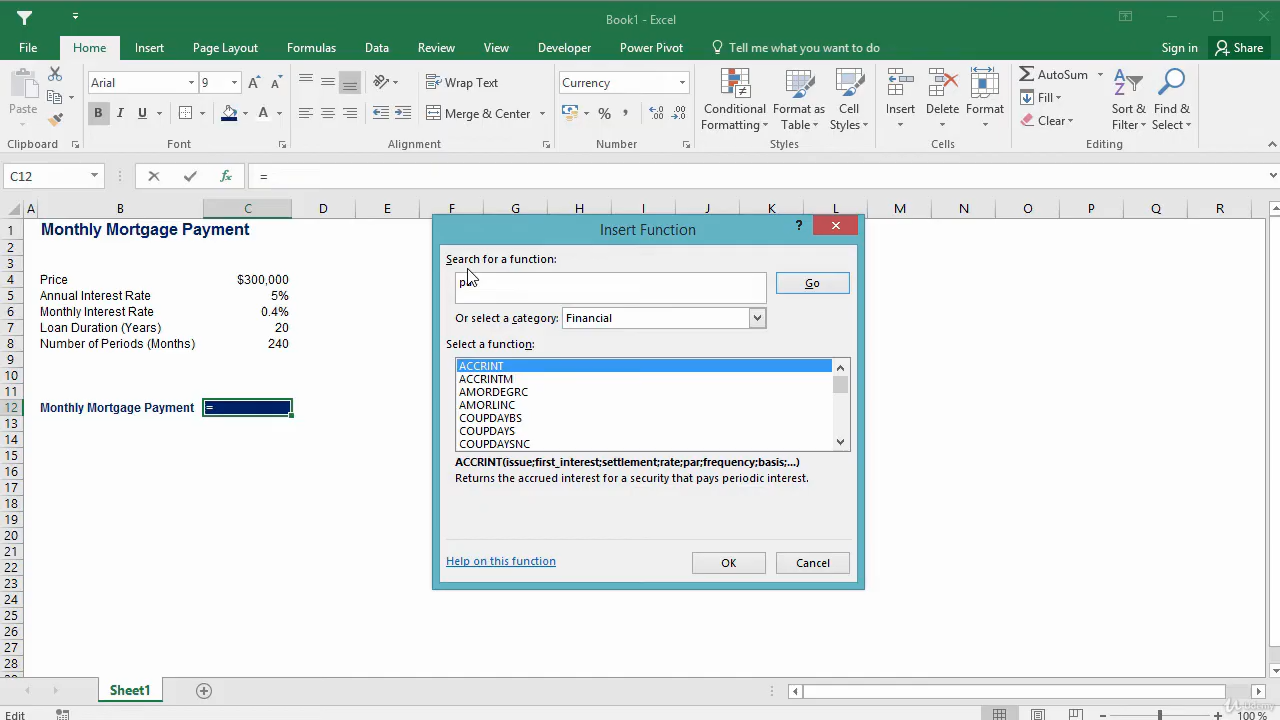 Book1 - Excel
File Home Insert Page Layout Formulas Data Review View Developer Power Pivot Tell me what you want to do Sign in Share
Paste
Arial 9
B I U A
Wrap Text
Merge & Center
Currency
%
Conditional Formatting
Format as Table
Cell Styles
Insert
Delete
Format
AutoSum
Fill
Clear
Sort & Filter
Find & Select
Clipboard Font Alignment Number Styles Cells Editing
C12 fx =
A B C D E F G H I J K L M N O P Q R
1 Monthly Mortgage Payment
2
3
4 Price $300,000
5 Annual Interest Rate 5%
6 Monthly Interest Rate 0.4%
7 Loan Duration (Years) 20
8 Number of Periods (Months) 240
9
10
11
12 Monthly Mortgage Payment =
13
14
15
16
17
18
19
20
21
22
23
24
25
26
27
28
Insert Function ?
Search for a function:
Go
Or select a category: Financial
Select a function:
ACCRINT
ACCRINTM
AMORDEGRC
AMORLINC
COUPDAYBS
COUPDAYS
COUPDAYSNC
ACCRINT(issue;first_interest;settlement;rate;par;frequency;basis;...)
Returns the accrued interest for a security that pays periodic interest.
Help on this function
OK Cancel
Sheet1
Edit 100 %
Udemy